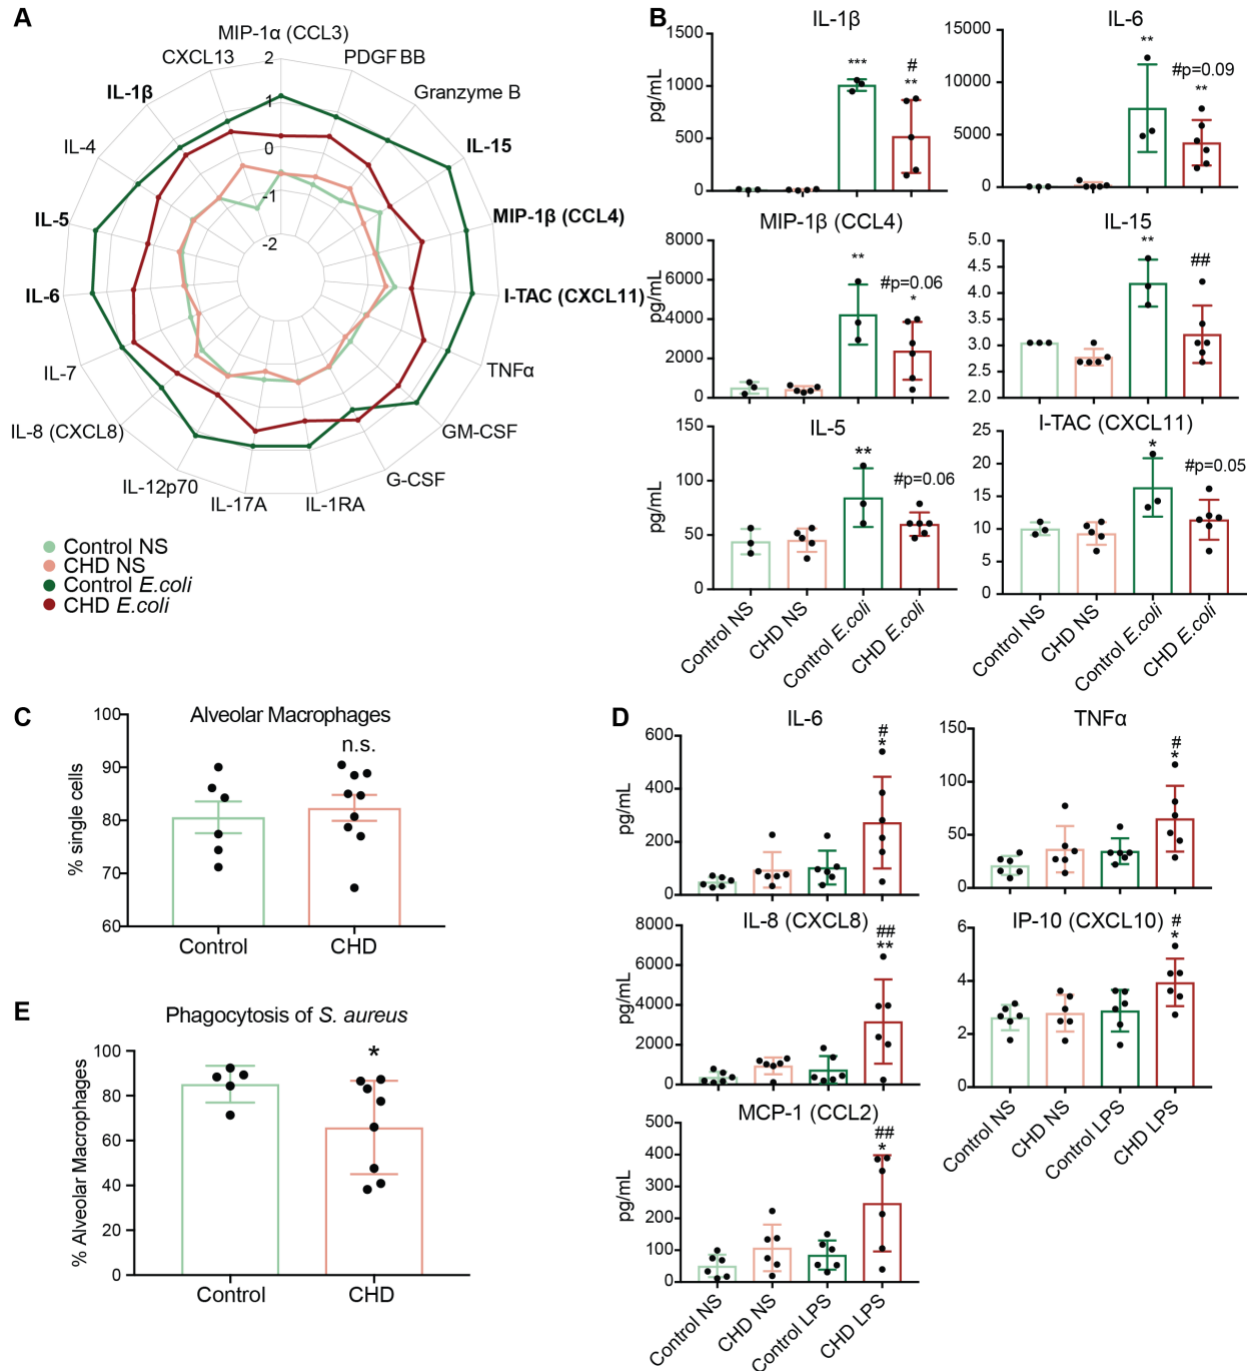 A
MIP-1α (CCL3)
CXCL13
PDGF BB
IL-1β
Granzyme B
IL-4
IL-15
IL-5
MIP-1β (CCL4)
IL-6
I-TAC (CXCL11)
IL-7
TNFα
IL-8 (CXCL8)
GM-CSF
IL-12p70
G-CSF
IL-17A
IL-1RA
2
1
0
-1
-2
Control NS
CHD NS
Control E.coli
CHD E.coli
B
IL-1β
pg/mL
1500
1000
500
0
***
#
**
IL-6
15000
10000
5000
0
**
#p=0.09
**
MIP-1β (CCL4)
pg/mL
8000
6000
4000
2000
0
**
#p=0.06
*
IL-15
5.0
4.5
4.0
3.5
3.0
2.5
2.0
**
##
IL-5
pg/mL
150
100
50
0
**
#p=0.06
Control NS
CHD NS
Control E.coli
CHD E.coli
I-TAC (CXCL11)
25
20
15
10
5
0
*
#p=0.05
Control NS
CHD NS
Control E.coli
CHD E.coli
C
Alveolar Macrophages
n.s.
% single cells
100
90
80
70
60
Control
CHD
D
IL-6
pg/mL
600
400
200
0
#
*
TNFα
150
100
50
0
#
*
IL-8 (CXCL8)
pg/mL
8000
6000
4000
2000
0
##
**
IP-10 (CXCL10)
6
4
2
0
#
*
Control NS
CHD NS
Control LPS
CHD LPS
MCP-1 (CCL2)
pg/mL
500
400
300
200
100
0
##
*
Control NS
CHD NS
Control LPS
CHD LPS
E
Phagocytosis of S. aureus
*
% Alveolar Macrophages
100
80
60
40
20
0
Control
CHD